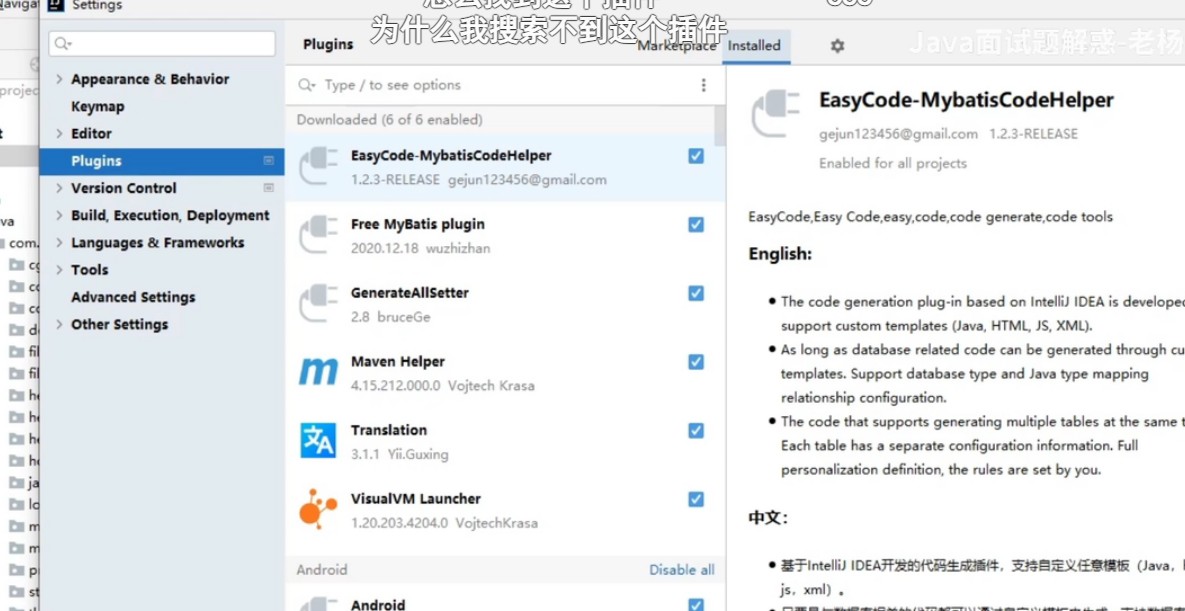 Settings
怎么找到这个插件
为什么我搜索不到这个插件
Java面试题解惑-老杨
Plugins
Marketplace
Installed
Type / to see options
Appearance & Behavior
Keymap
Editor
Plugins
Version Control
Build, Execution, Deployment
Languages & Frameworks
Tools
Advanced Settings
Other Settings
Downloaded (6 of 6 enabled)
EasyCode-MybatisCodeHelper
1.2.3-RELEASE gejun123456@gmail.com
Free MyBatis plugin
2020.12.18 wuzhizhan
GenerateAllSetter
2.8 bruceGe
Maven Helper
4.15.212.000.0 Vojtech Krasa
Translation
3.1.1 Yii.Guxing
VisualVM Launcher
1.20.203.4204.0 VojtechKrasa
Android
Disable all
Android
EasyCode-MybatisCodeHelper
gejun123456@gmail.com 1.2.3-RELEASE
Enabled for all projects
EasyCode,Easy Code,easy,code,code generate,code tools
English:
The code generation plug-in based on IntelliJ IDEA is developed
support custom templates (Java, HTML, JS, XML).
As long as database related code can be generated through cu
templates. Support database type and Java type mapping
relationship configuration.
The code that supports generating multiple tables at the same t
Each table has a separate configuration information. Full
personalization definition, the rules are set by you.
中文：
基于IntelliJ IDEA开发的代码生成插件，支持自定义任意模板（Java，
js，xml）。